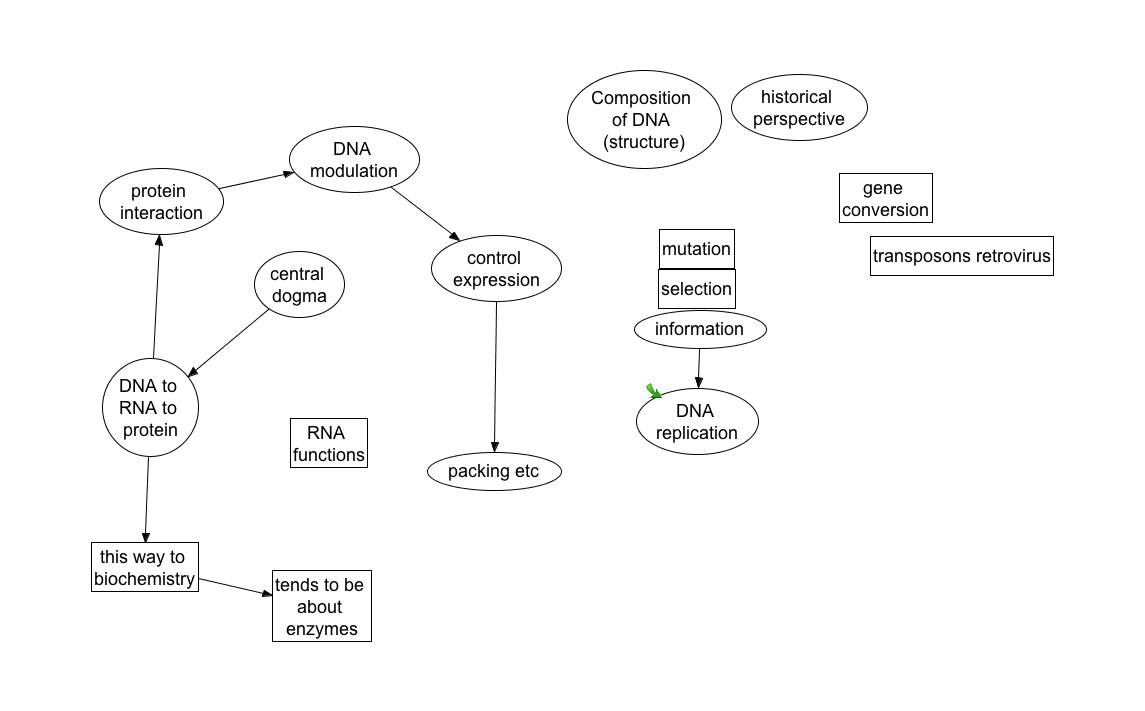 Composition
of DNA
(structure)
historical
perspective
DNA
modulation
protein
interaction
gene
conversion
mutation
transposons retrovirus
control
expression
central
dogma
selection
information
DNA to
RNA to
protein
DNA
replication
RNA
functions
packing etc
this way to
biochemistry
tends to be
about
enzymes